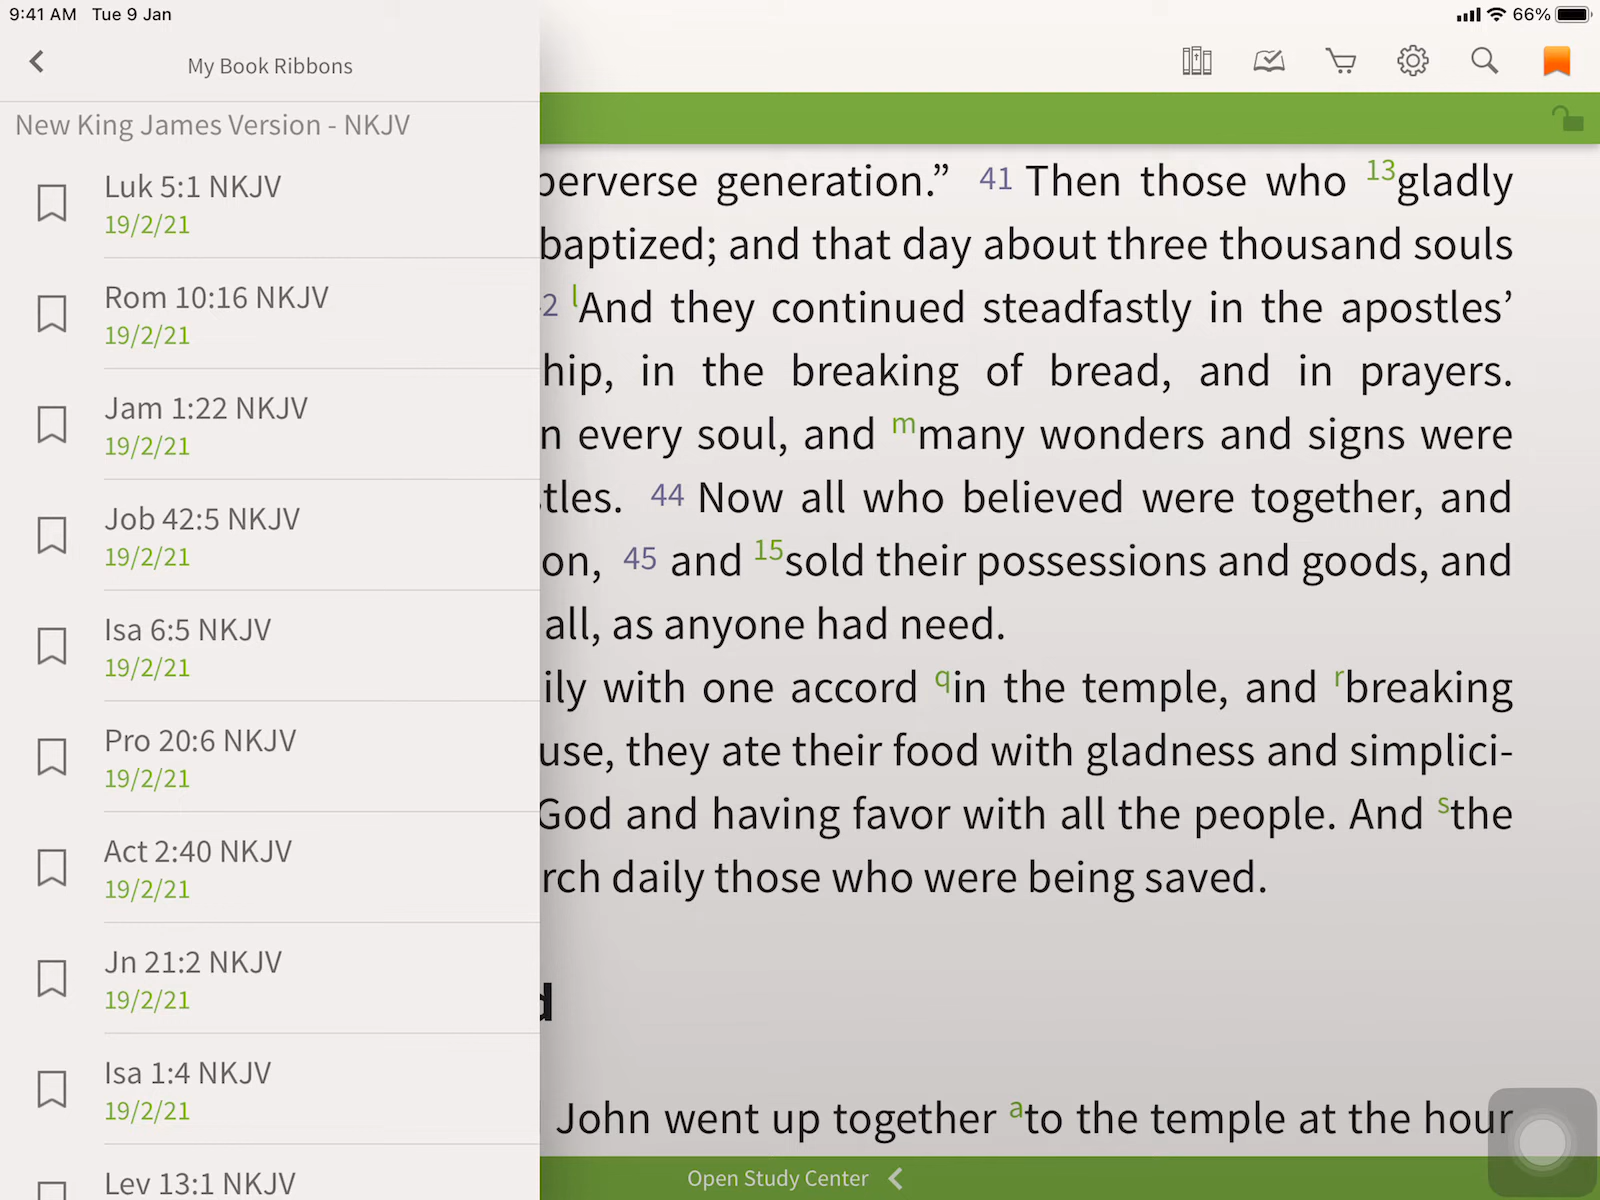 9:41 AM Tue 9 Jan
66%
My Book Ribbons
New King James Version - NKJV
Luk 5:1 NKJV
19/2/21
Rom 10:16 NKJV
19/2/21
Jam 1:22 NKJV
19/2/21
Job 42:5 NKJV
19/2/21
Isa 6:5 NKJV
19/2/21
Pro 20:6 NKJV
19/2/21
Act 2:40 NKJV
19/2/21
Jn 21:2 NKJV
19/2/21
Isa 1:4 NKJV
19/2/21
Lev 13:1 NKJV
perverse generation.” 41 Then those who 13gladly
baptized; and that day about three thousand souls
2 lAnd they continued steadfastly in the apostles’
hip, in the breaking of bread, and in prayers.
n every soul, and mmany wonders and signs were
tles. 44 Now all who believed were together, and
on, 45 and 15sold their possessions and goods, and
all, as anyone had need.
ily with one accord qin the temple, and rbreaking
use, they ate their food with gladness and simplici-
God and having favor with all the people. And sthe
rch daily those who were being saved.
d
John went up together ato the temple at the hour
Open Study Center